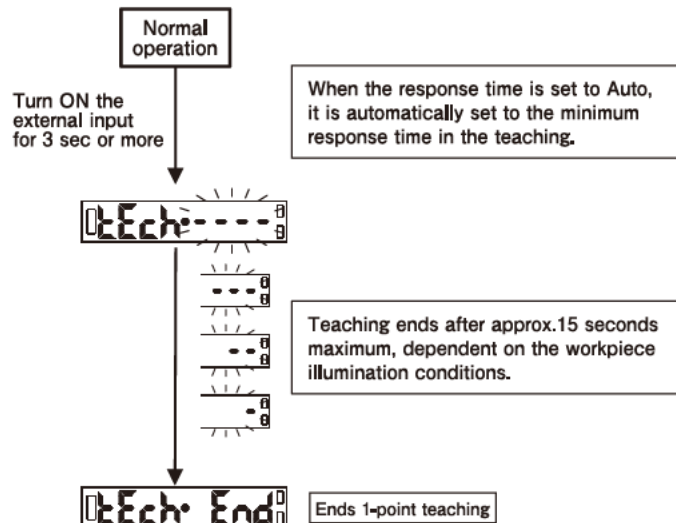 Normal
operation
Turn ON the
external input
for 3 sec or more
When the response time is set to Auto,
it is automatically set to the minimum
response time in the teaching.
tEch• - - - -
- - -
- -
-
Teaching ends after approx.15 seconds
maximum, dependent on the workpiece
illumination conditions.
tEch• End
Ends 1-point teaching